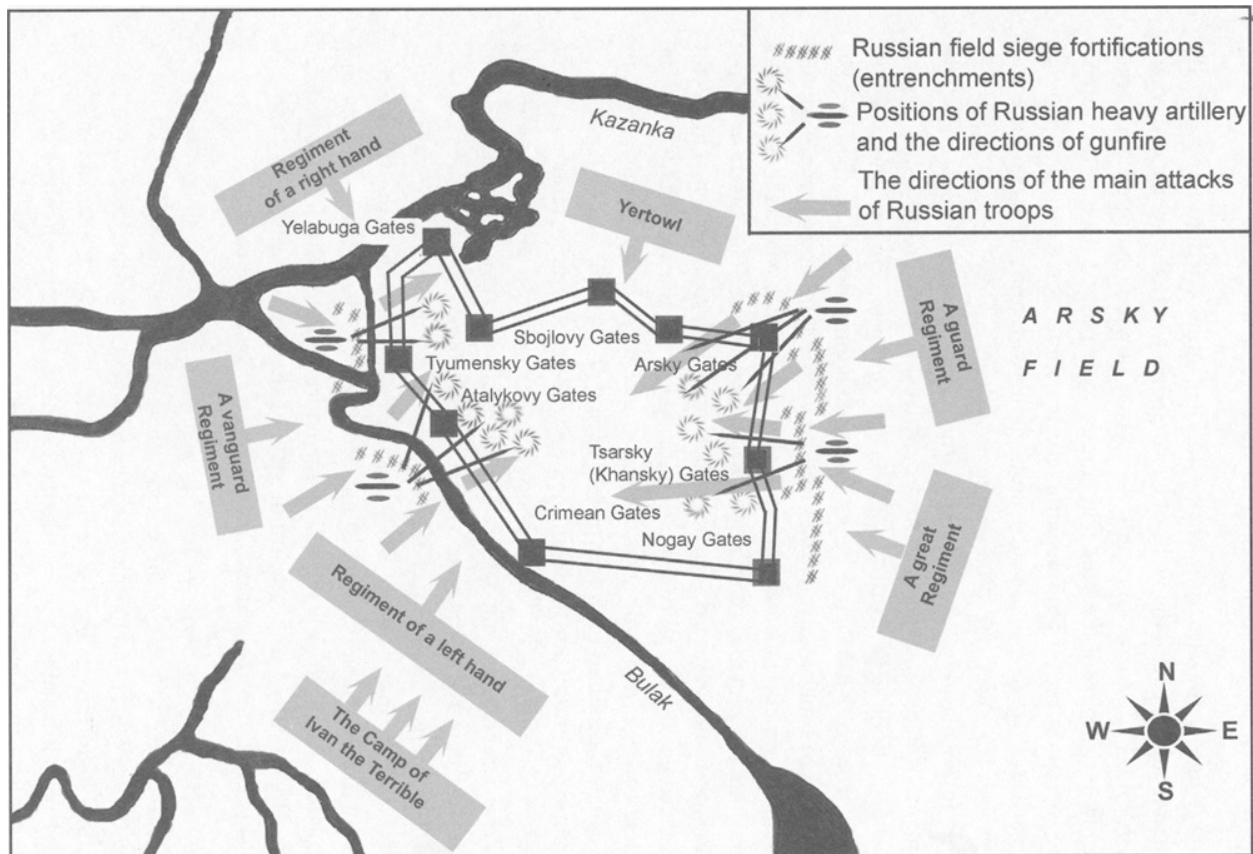 Russian field siege fortifications
(entrenchments)
Positions of Russian heavy artillery
and the directions of gunfire
The directions of the main attacks
of Russian troops
Kazanka
Regiment
of a right hand
Yertowl
Yelabuga Gates
A guard
Regiment
ARSKY
FIELD
Sbojlovy Gates
Arsky Gates
Tyumensky Gates
Atalykovy Gates
A vanguard
Regiment
Tsarsky
(Khansky) Gates
Crimean Gates
Nogay Gates
A great
Regiment
Regiment of a left hand
Bulak
The Camp of
Ivan the Terrible
N
W
E
S